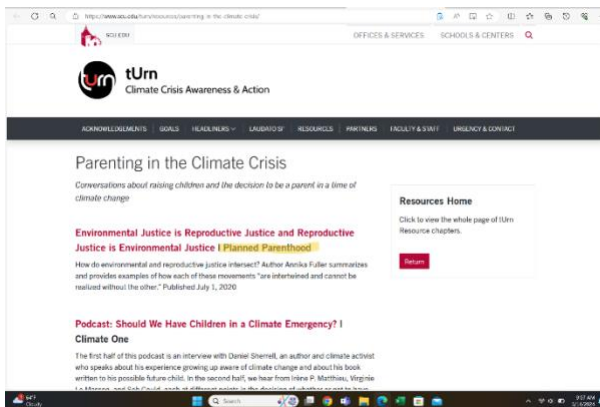 https://www.scu.edu/turn/resources/parenting-in-the-climate-crisis/
SCU.EDU
OFFICES & SERVICES SCHOOLS & CENTERS
tUrn
tUrn
Climate Crisis Awareness & Action
ACKNOWLEDGEMENTS GOALS HEADLINERS LAUDATO SI' RESOURCES PARTNERS FACULTY & STAFF URGENCY & CONTACT
Parenting in the Climate Crisis
Conversations about raising children and the decision to be a parent in a time of
climate change
Resources Home
Click to view the whole page of tUrn
Resource chapters.
Return
Environmental Justice is Reproductive Justice and Reproductive
Justice is Environmental Justice | Planned Parenthood
How do environmental and reproductive justice intersect? Author Annika Fuller summarizes
and provides examples of how each of these movements "are intertwined and cannot be
realized without the other." Published July 1, 2020
Podcast: Should We Have Children in a Climate Emergency? |
Climate One
The first half of this podcast is an interview with Daniel Sherrell, an author and climate activist
who speaks about his experience growing up aware of climate change and about his book
written to his possible future child. In the second half, we hear from Irène P. Matthieu, Virginie
Cloudy
Search
9:07 AM